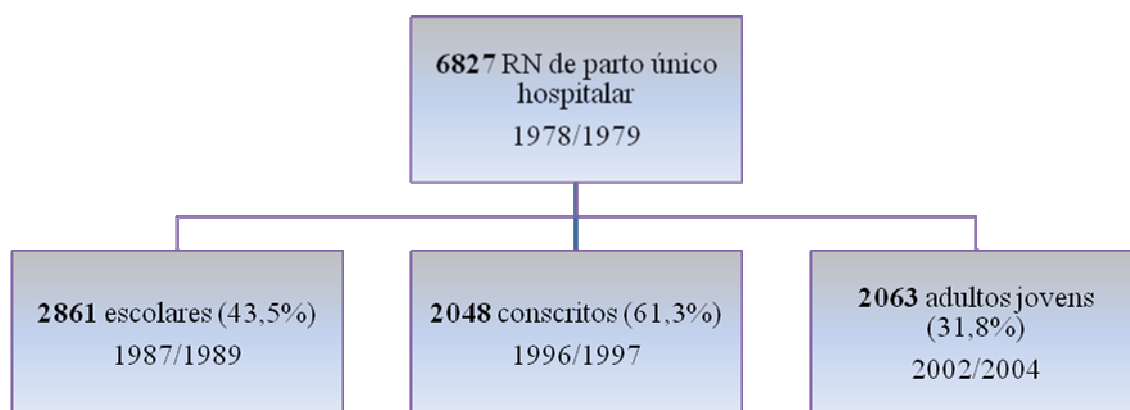 6827 RN de parto único
hospitalar
1978/1979
2861 escolares (43,5%)
1987/1989
2048 conscritos (61,3%)
1996/1997
2063 adultos jovens
(31,8%)
2002/2004